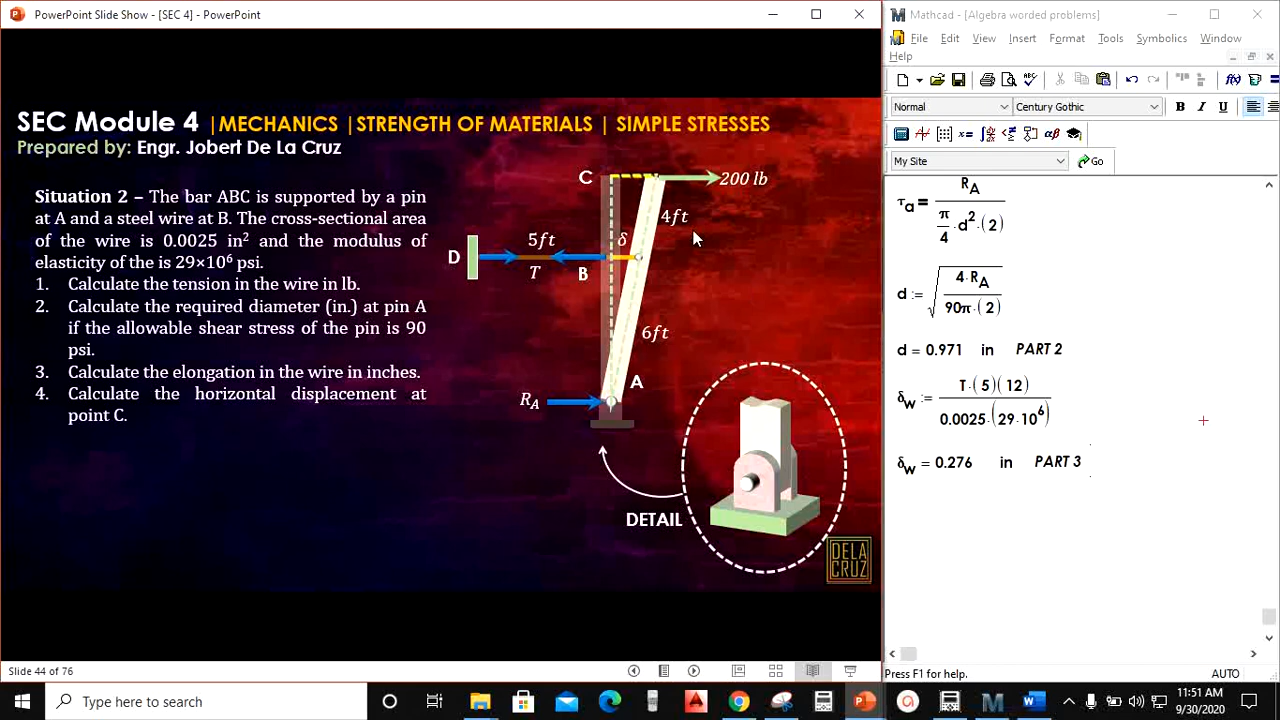 PowerPoint Slide Show - [SEC 4] - PowerPoint
SEC Module 4 |MECHANICS |STRENGTH OF MATERIALS | SIMPLE STRESSES
Prepared by: Engr. Jobert De La Cruz
Situation 2 – The bar ABC is supported by a pin
at A and a steel wire at B. The cross-sectional area
of the wire is 0.0025 in² and the modulus of
elasticity of the is 29×10⁶ psi.
1. Calculate the tension in the wire in lb.
2. Calculate the required diameter (in.) at pin A
if the allowable shear stress of the pin is 90
psi.
3. Calculate the elongation in the wire in inches.
4. Calculate the horizontal displacement at
point C.
C
200 lb
4ft
5ft
δ
D
T
B
6ft
A
R_A
DETAIL
DELA
CRUZ
Slide 44 of 76
Mathcad - [Algebra worded problems]
File Edit View Insert Format Tools Symbolics Window
Help
Normal Century Gothic B I U
My Site Go
τ_a = R_A / (π/4 · d² · (2))
d := √(4 · R_A / 90π · (2))
d = 0.971 in PART 2
δ_w := T · (5)(12) / 0.0025 · (29 · 10⁶)
δ_w = 0.276 in PART 3
Press F1 for help. AUTO
Type here to search
11:51 AM
9/30/2020